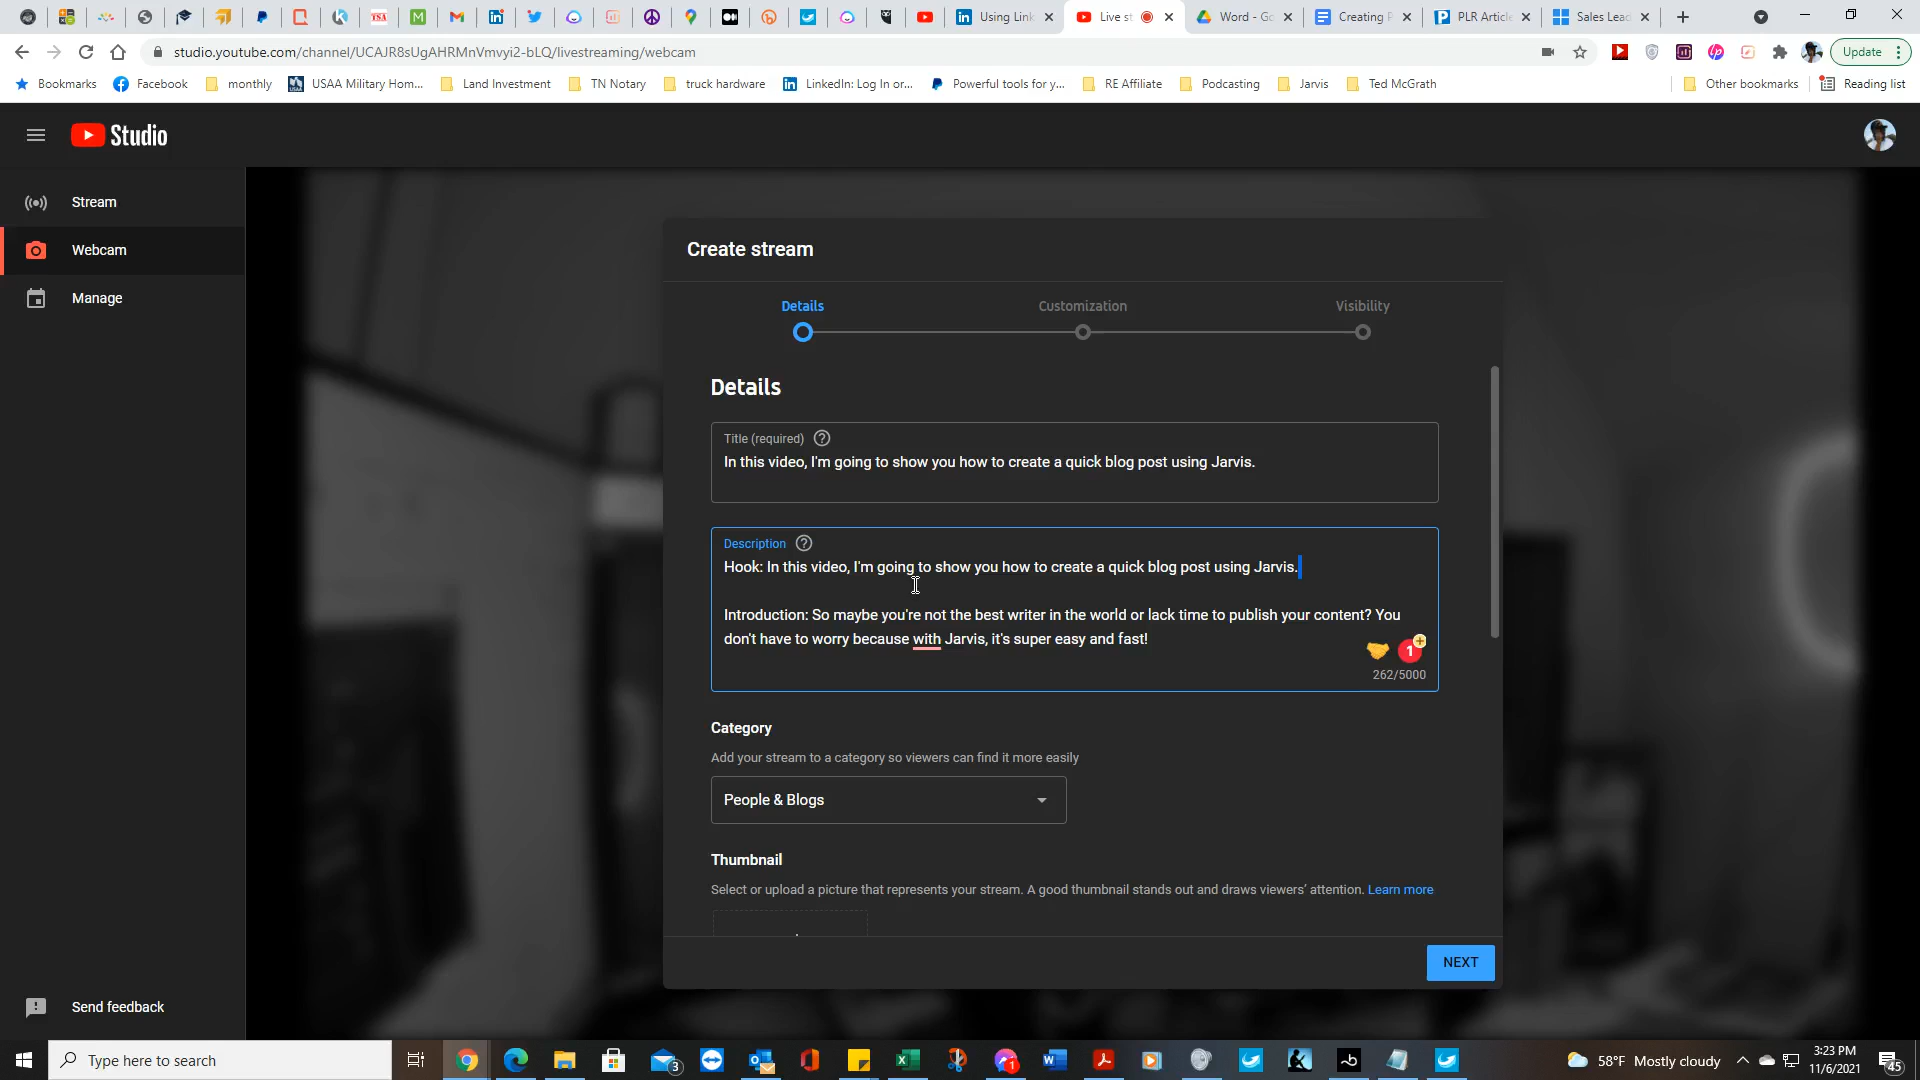 Using Link
Live st
Word - Go
Creating P
PLR Article
Sales Lead
studio.youtube.com/channel/UCAJR8sUgAHRMnVmvyi2-bLQ/livestreaming/webcam
Update
Bookmarks
Facebook
monthly
USAA Military Hom...
Land Investment
TN Notary
truck hardware
LinkedIn: Log In or...
Powerful tools for y...
RE Affiliate
Podcasting
Jarvis
Ted McGrath
Other bookmarks
Reading list
Studio
Stream
Webcam
Manage
Create stream
Details
Customization
Visibility
Details
Title (required)
In this video, I'm going to show you how to create a quick blog post using Jarvis.
Description
Hook: In this video, I'm going to show you how to create a quick blog post using Jarvis.
Introduction: So maybe you're not the best writer in the world or lack time to publish your content? You
don't have to worry because with Jarvis, it's super easy and fast!
1
262/5000
Category
Add your stream to a category so viewers can find it more easily
People & Blogs
Thumbnail
Select or upload a picture that represents your stream. A good thumbnail stands out and draws viewers' attention. Learn more
NEXT
Send feedback
Type here to search
3
1
58°F Mostly cloudy
3:23 PM
11/6/2021
45